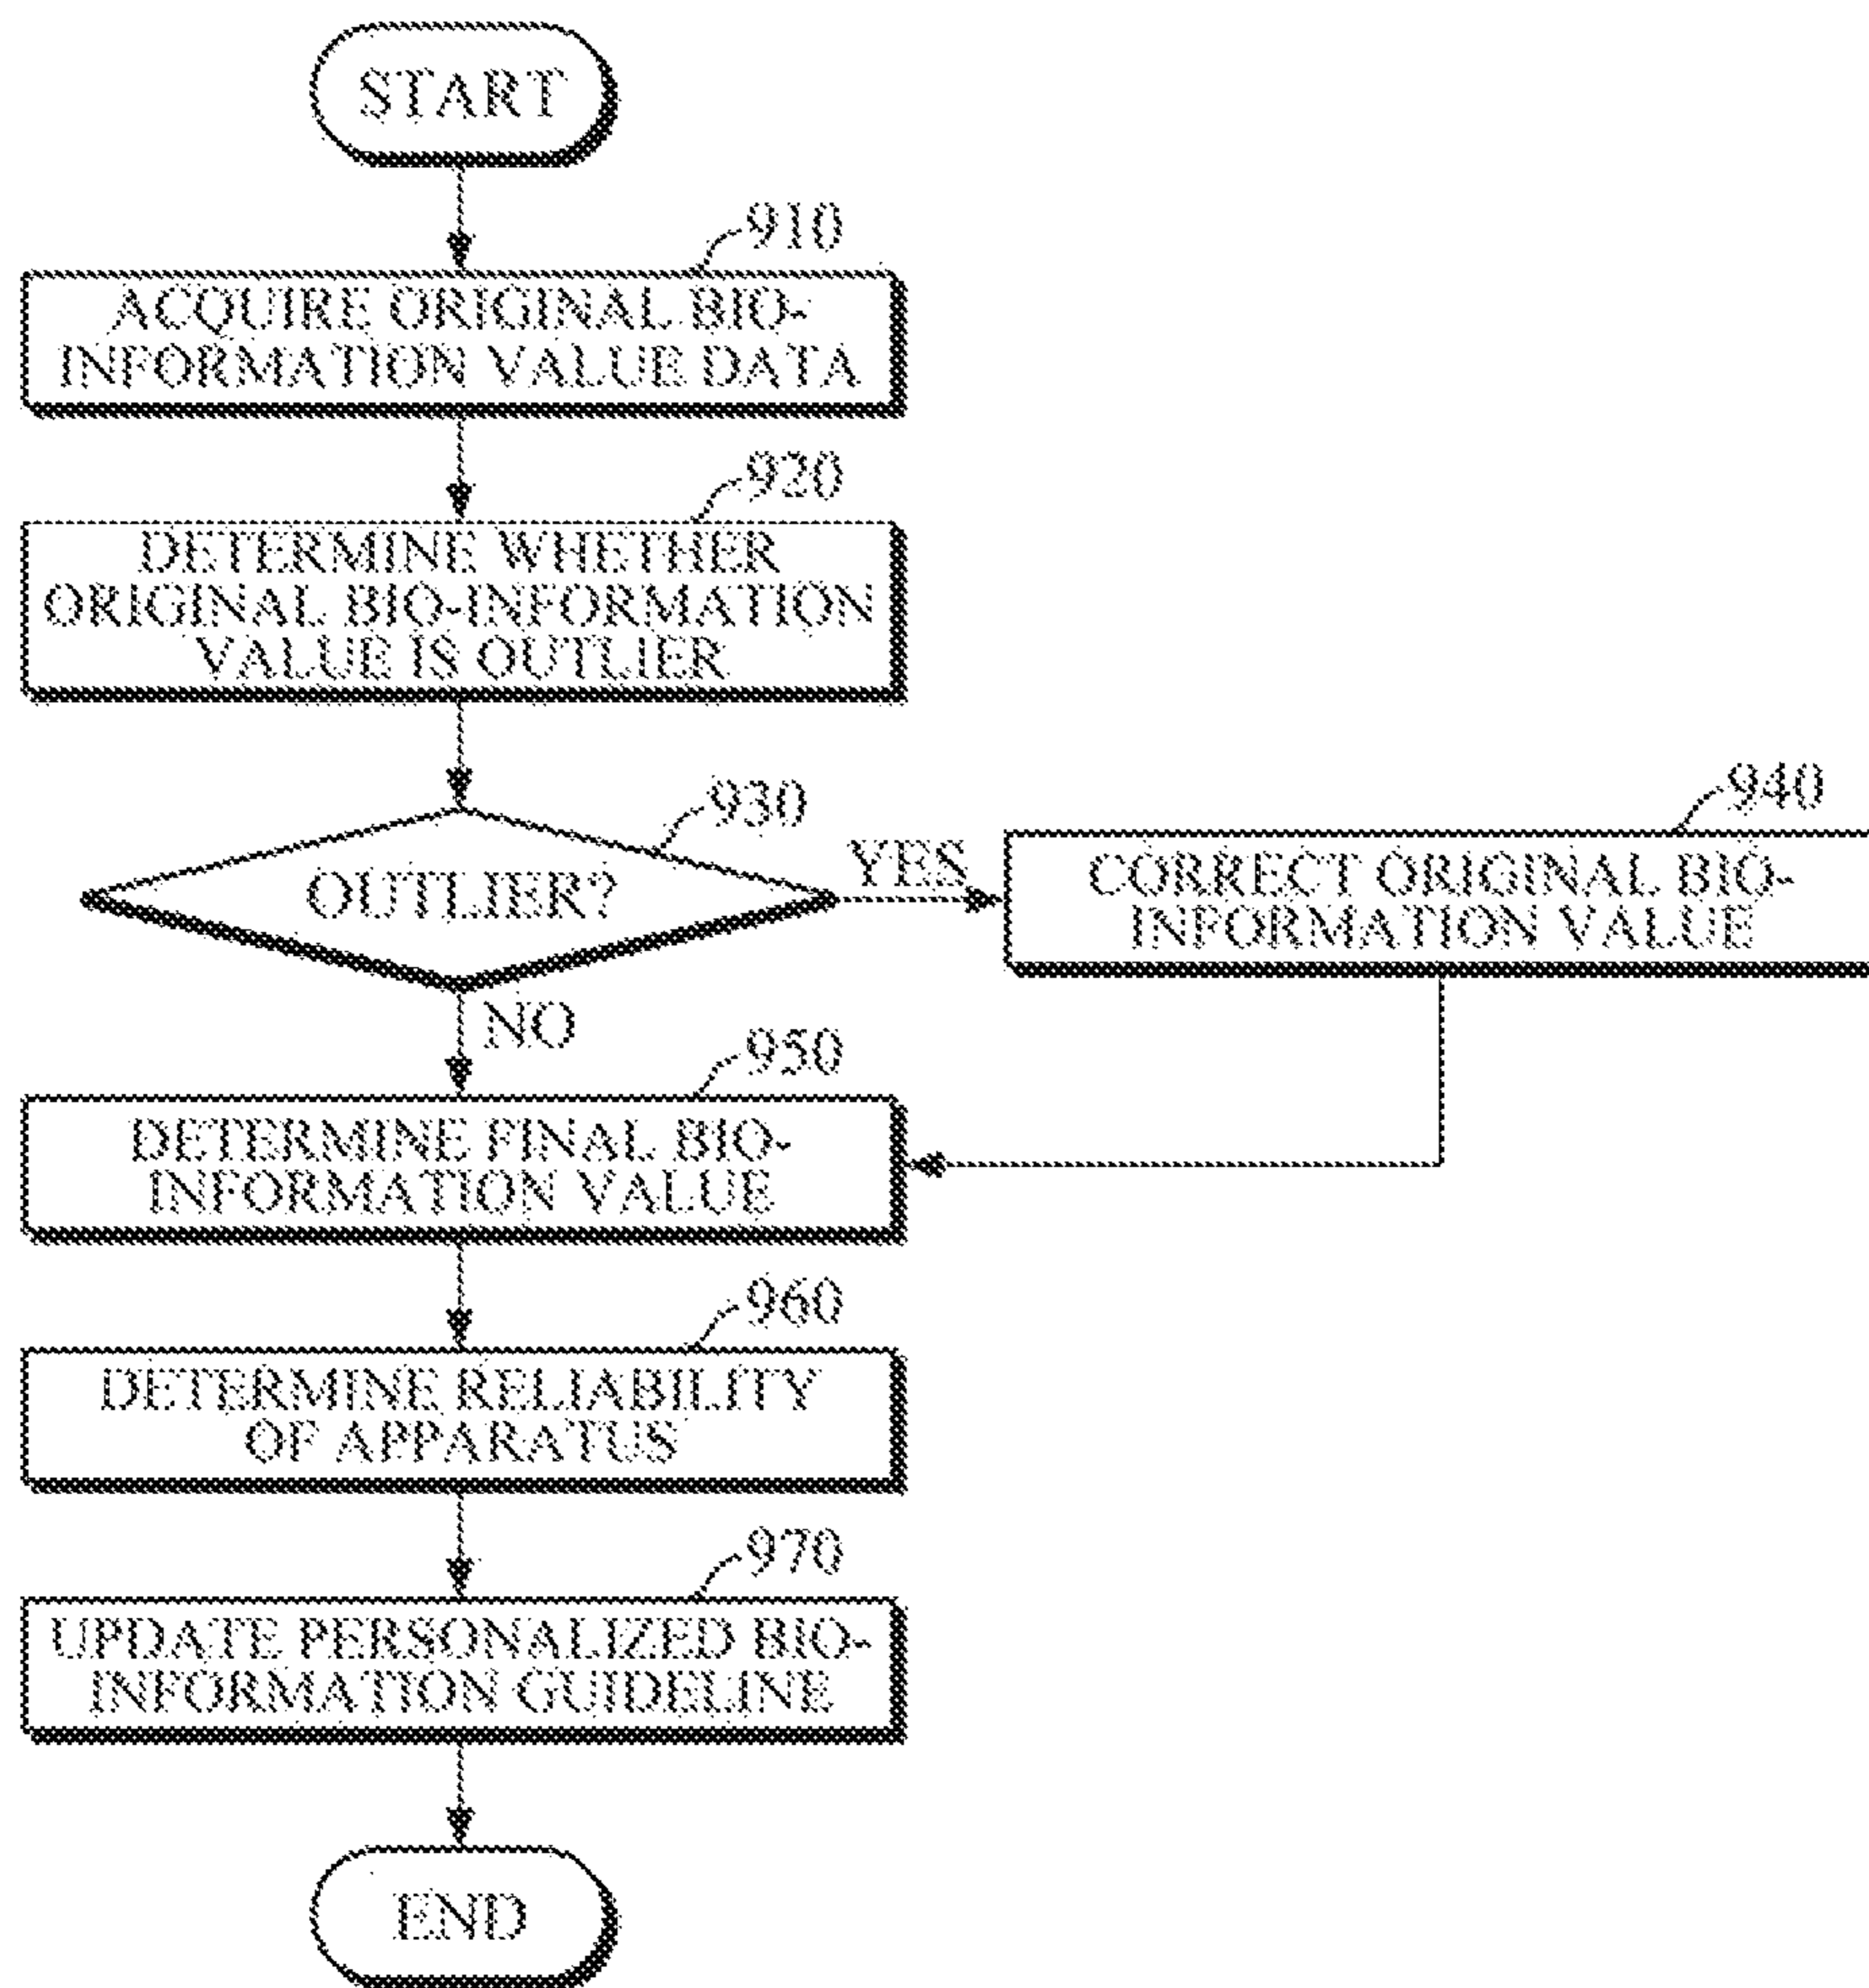 START
910
ACQUIRE ORIGINAL BIO-
INFORMATION VALUE DATA
920
DETERMINE WHETHER
ORIGINAL BIO-INFORMATION
VALUE IS OUTLIER
930
OUTLIER?
YES
940
CORRECT ORIGINAL BIO-
INFORMATION VALUE
NO
950
DETERMINE FINAL BIO-
INFORMATION VALUE
960
DETERMINE RELIABILITY
OF APPARATUS
970
UPDATE PERSONALIZED BIO-
INFORMATION GUIDELINE
END